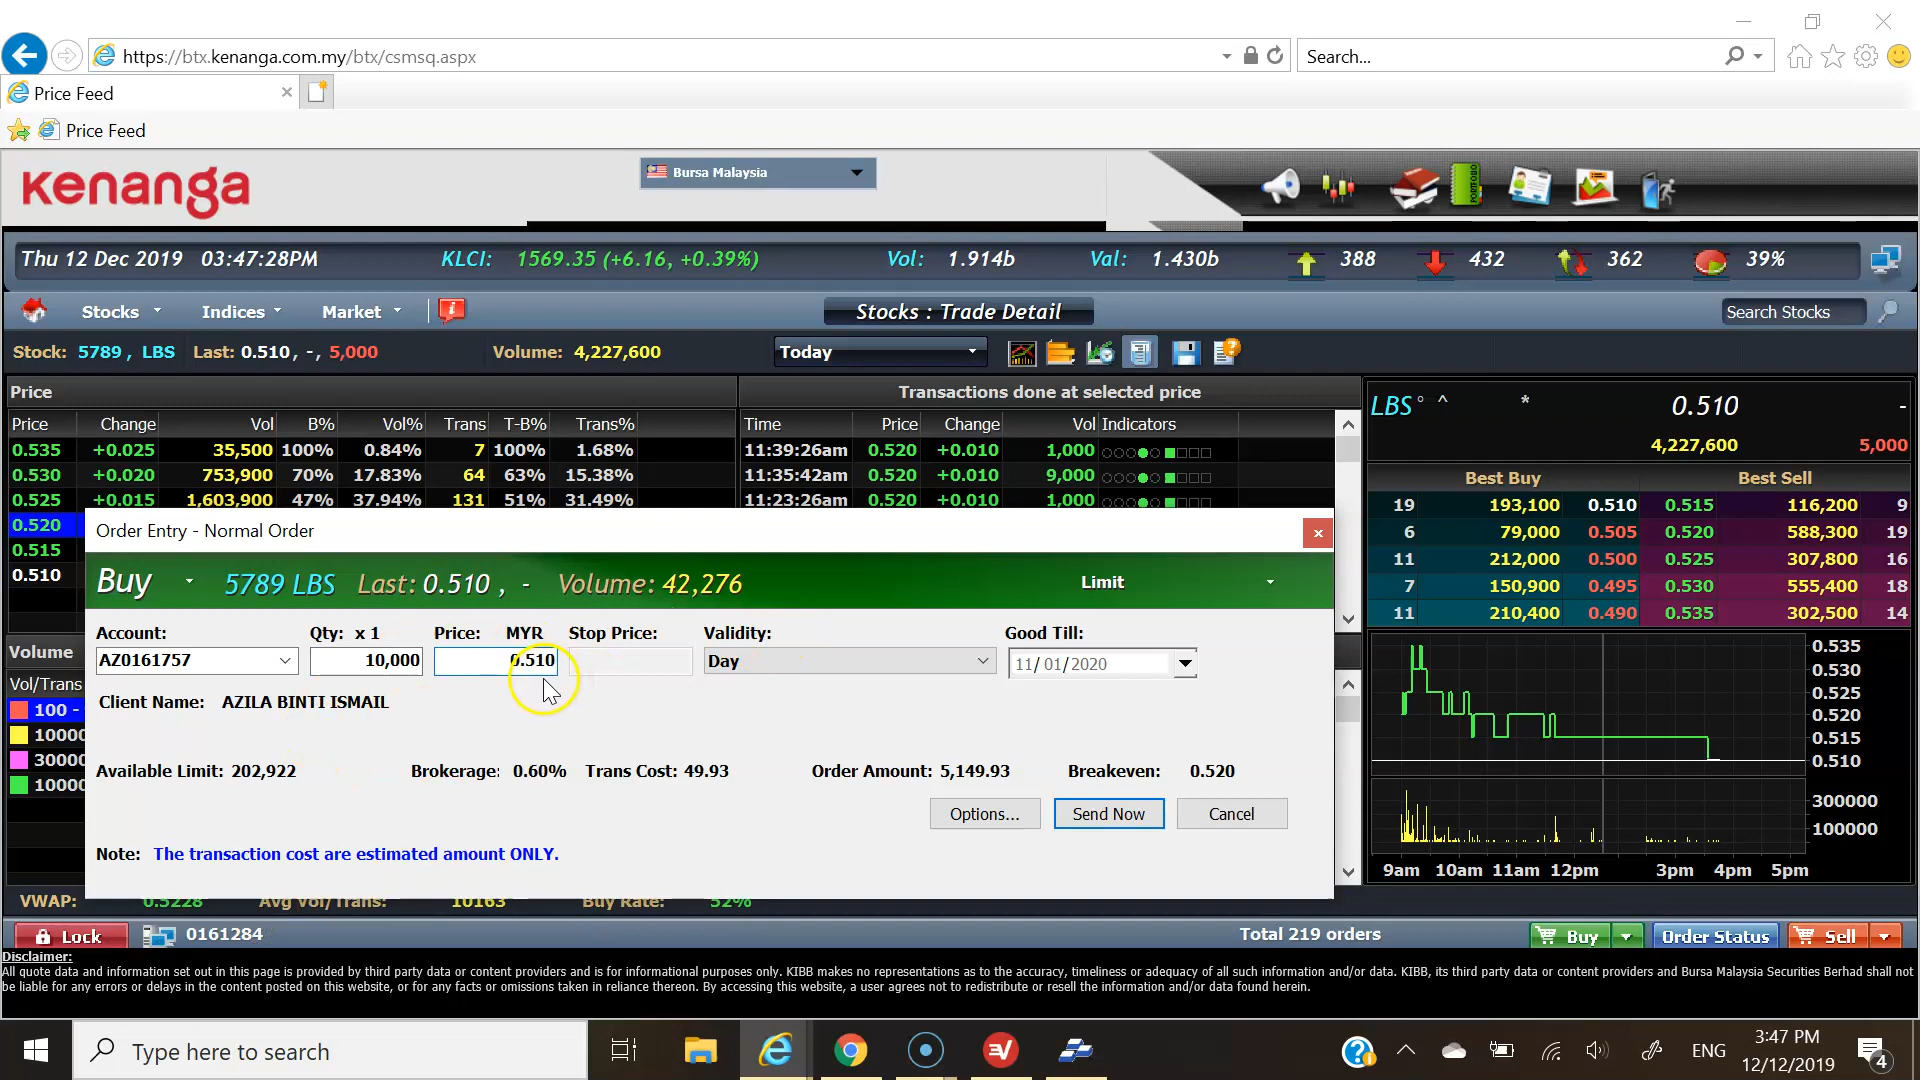 https://btx.kenanga.com.my/btx/csmsq.aspx
Search...
Price Feed
Price Feed
kenanga
Bursa Malaysia
PORTFOLIO
Thu 12 Dec 2019 03:47:28PM KLCI: 1569.35 (+6.16, +0.39%) Vol: 1.914b Val: 1.430b 388 432 362 39%
Stocks Indices Market Stocks : Trade Detail Search Stocks
Stock: 5789 , LBS Last: 0.510, -, 5,000 Volume: 4,227,600 Today
Price
Price Change Vol B% Vol% Trans T-B% Trans%
0.535 +0.025 35,500 100% 0.84% 7 100% 1.68%
0.530 +0.020 753,900 70% 17.83% 64 63% 15.38%
0.525 +0.015 1,603,900 47% 37.94% 131 51% 31.49%
0.520
0.515
0.510
Transactions done at selected price
Time Price Change Vol Indicators
11:39:26am 0.520 +0.010 1,000
11:35:42am 0.520 +0.010 9,000
11:23:26am 0.520 +0.010 1,000
LBS° ^ * 0.510 -
4,227,600 5,000
Best Buy Best Sell
19 193,100 0.510 0.515 116,200 9
6 79,000 0.505 0.520 588,300 19
11 212,000 0.500 0.525 307,800 16
7 150,900 0.495 0.530 555,400 18
11 210,400 0.490 0.535 302,500 14
Order Entry - Normal Order
Buy 5789 LBS Last: 0.510 , - Volume: 42,276 Limit
Account: Qty: x 1 Price: MYR Stop Price: Validity: Good Till:
AZ0161757 10,000 0.510 Day 11/ 01/2020
Client Name: AZILA BINTI ISMAIL
Available Limit: 202,922 Brokerage: 0.60% Trans Cost: 49.93 Order Amount: 5,149.93 Breakeven: 0.520
Options... Send Now Cancel
Note: The transaction cost are estimated amount ONLY.
Volume
Vol/Trans
100 -
10000
30000
10000
0.535
0.530
0.525
0.520
0.515
0.510
300000
100000
9am 10am 11am 12pm 3pm 4pm 5pm
VWAP: 0.5228 Avg Vol/Trans: 10163 Buy Rate: 52%
Lock 0161284 Total 219 orders Buy Order Status Sell
Disclaimer:
All quote data and information set out in this page is provided by third party data or content providers and is for informational purposes only. KIBB makes no representations as to the accuracy, timeliness or adequacy of all such information and/or data. KIBB, its third party data or content providers and Bursa Malaysia Securities Berhad shall not
be liable for any errors or delays in the content posted on this website, or for any facts or omissions taken in reliance thereon. By accessing this website, a user agrees not to redistribute or resell the information and/or data found herein.
Type here to search
ENG
3:47 PM
12/12/2019
4